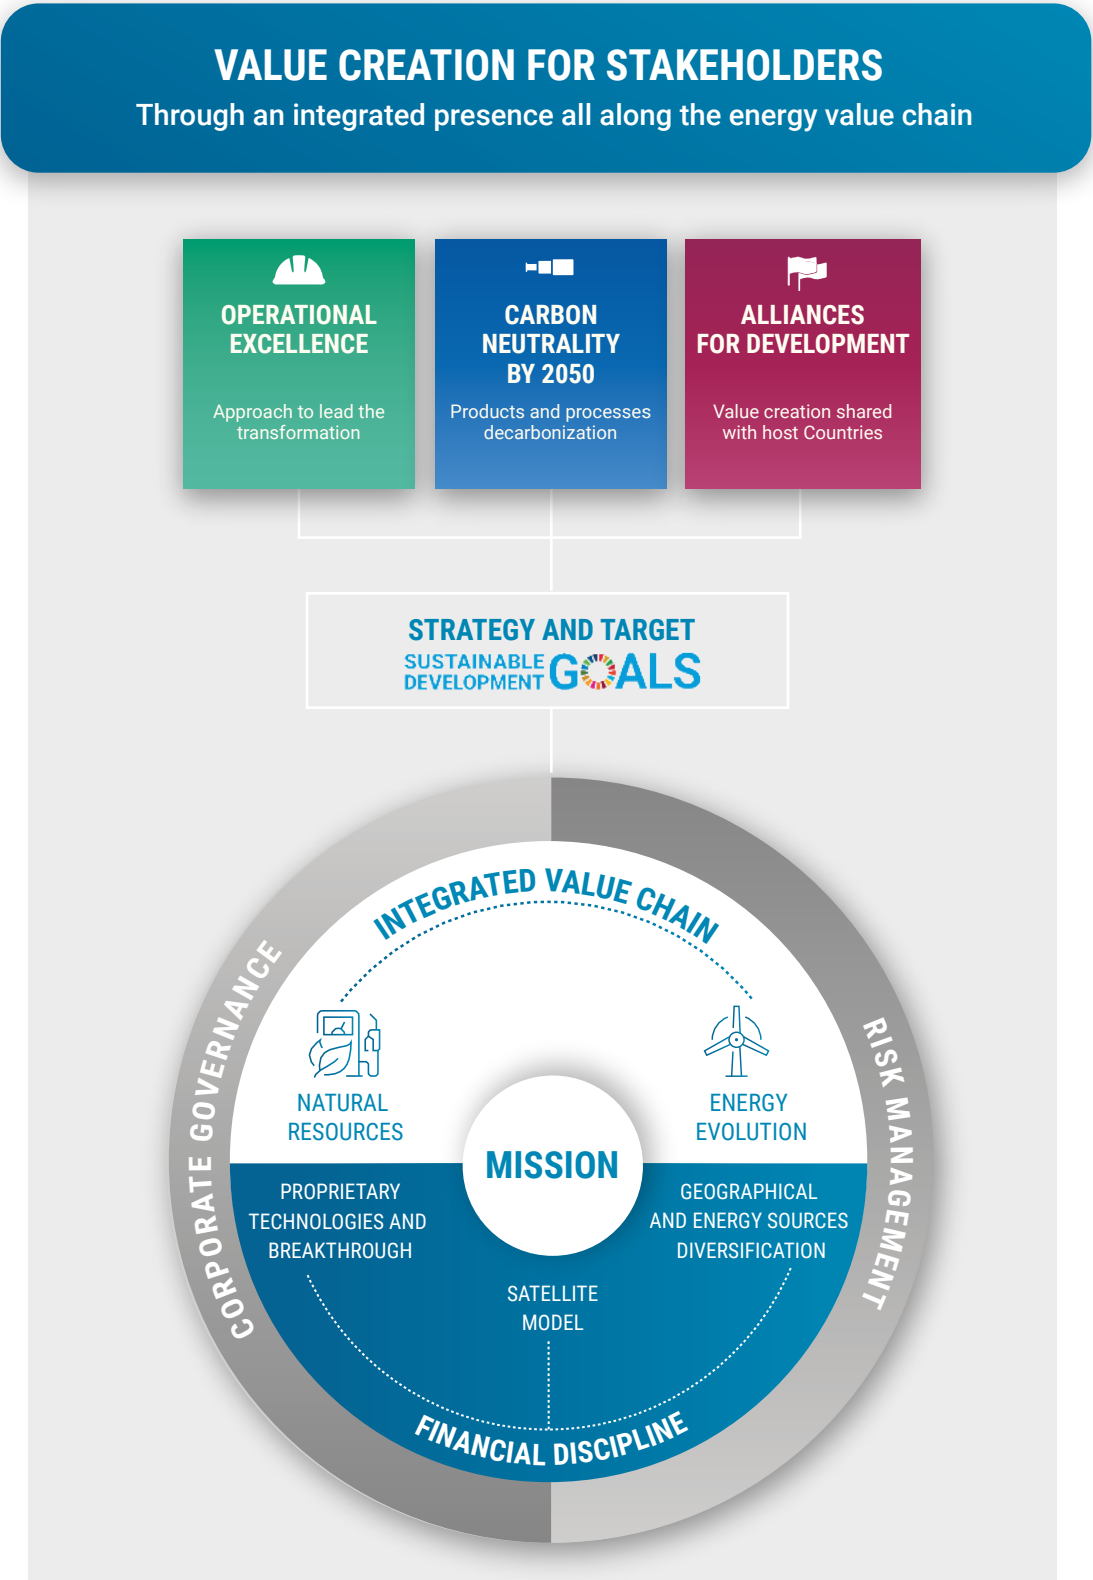 VALUE CREATION FOR STAKEHOLDERS
Through an integrated presence all along the energy value chain
OPERATIONAL
EXCELLENCE
Approach to lead the
transformation
CARBON
NEUTRALITY
BY 2050
Products and processes
decarbonization
ALLIANCES
FOR DEVELOPMENT
Value creation shared
with host Countries
STRATEGY AND TARGET
SUSTAINABLE
DEVELOPMENT
GOALS
CORPORATE GOVERNANCE
RISK MANAGEMENT
INTEGRATED VALUE CHAIN
NATURAL
RESOURCES
ENERGY
EVOLUTION
MISSION
PROPRIETARY
TECHNOLOGIES AND
BREAKTHROUGH
GEOGRAPHICAL
AND ENERGY SOURCES
DIVERSIFICATION
SATELLITE
MODEL
FINANCIAL DISCIPLINE